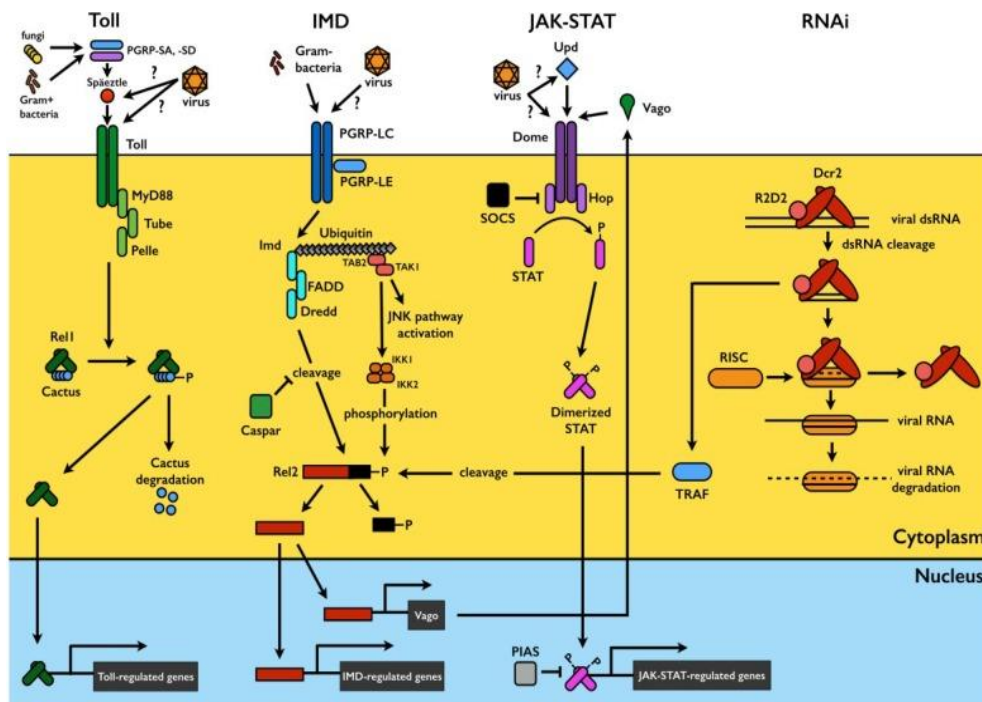 Toll
IMD
JAK-STAT
RNAi
fungi
PGRP-SA, -SD
Gram+
bacteria
Späeztle
?
?
virus
Toll
MyD88
Tube
Pelle
Rel1
Cactus
P
Cactus
degradation
Toll-regulated genes
Gram-
bacteria
virus
?
PGRP-LC
PGRP-LE
Imd
Ubiquitin
TAB2
TAK1
FADD
Dredd
JNK pathway
activation
IKK1
IKK2
cleavage
phosphorylation
Caspar
Rel2
P
P
Vago
IMD-regulated genes
Upd
virus
?
?
Vago
Dome
SOCS
Hop
P
STAT
P
P
Dimerized
STAT
cleavage
PIAS
P
P
JAK-STAT-regulated genes
Dcr2
R2D2
viral dsRNA
dsRNA cleavage
RISC
viral RNA
TRAF
viral RNA
degradation
Cytoplasm
Nucleus